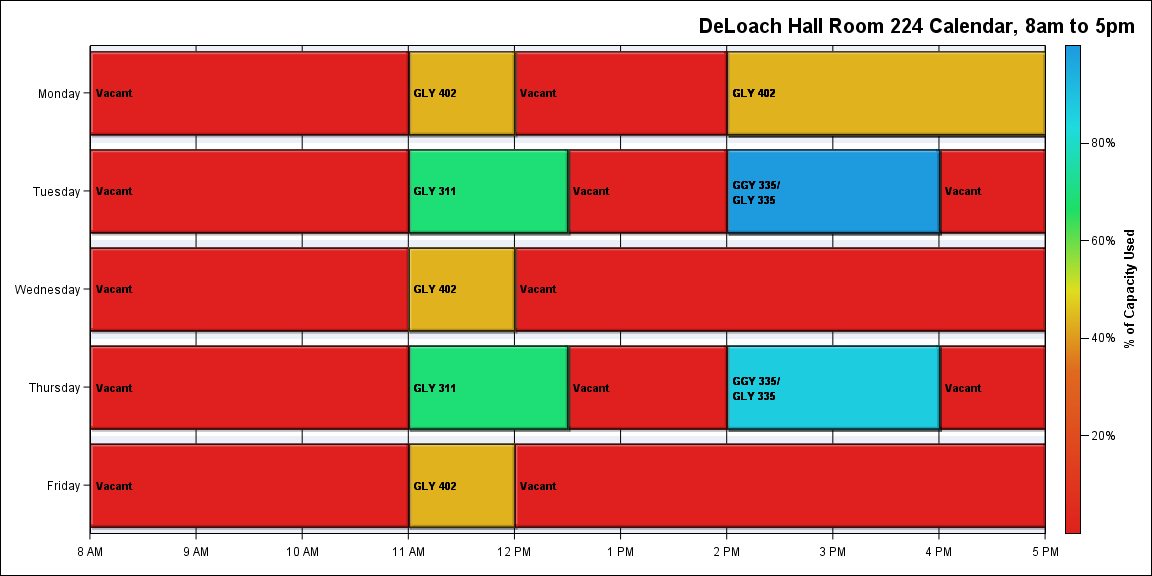 DeLoach Hall Room 224 Calendar, 8am to 5pm
Monday
Vacant
GLY 402
Vacant
GLY 402
Tuesday
Vacant
GLY 311
Vacant
GGY 335/
GLY 335
Vacant
Wednesday
Vacant
GLY 402
Vacant
Thursday
Vacant
GLY 311
Vacant
GGY 335/
GLY 335
Vacant
Friday
Vacant
GLY 402
Vacant
8 AM
9 AM
10 AM
11 AM
12 PM
1 PM
2 PM
3 PM
4 PM
5 PM
80%
60%
40%
20%
% of Capacity Used